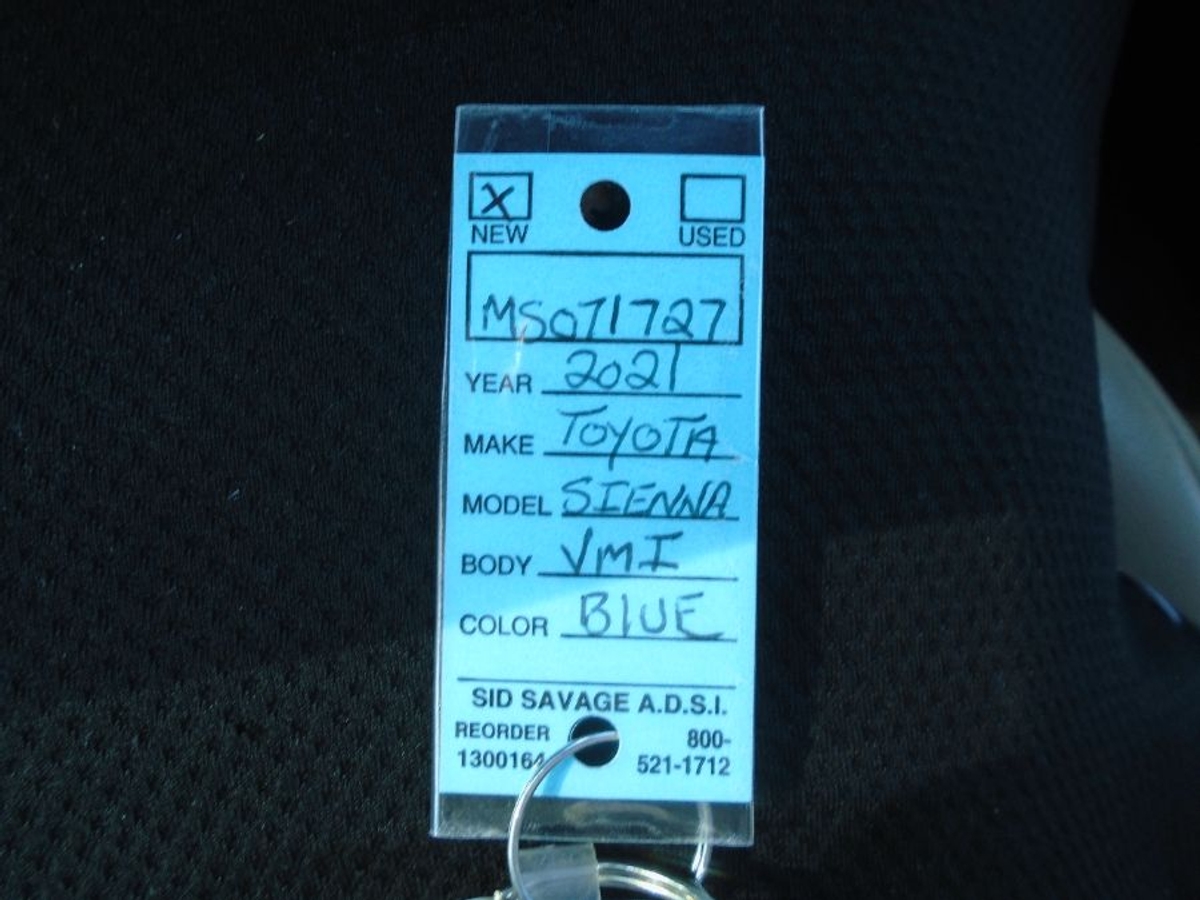 X
NEW USED
MS071727
YEAR 2021
MAKE TOYOTA
MODEL SIENNA
BODY VMI
COLOR BLUE
SID SAVAGE A.D.S.I.
REORDER 800-
1300164 521-1712